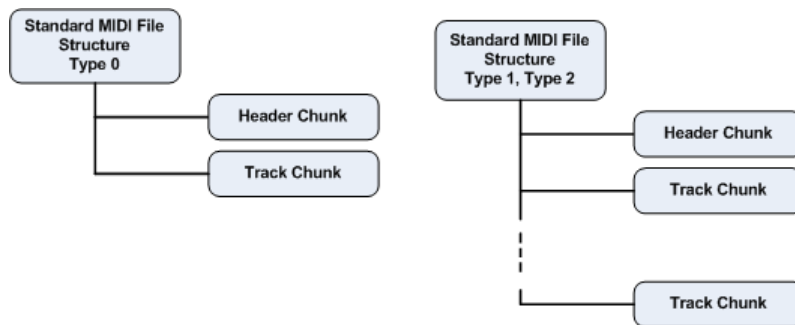 Standard MIDI File
Structure
Type 0
Header Chunk
Track Chunk
Standard MIDI File
Structure
Type 1, Type 2
Header Chunk
Track Chunk
Track Chunk